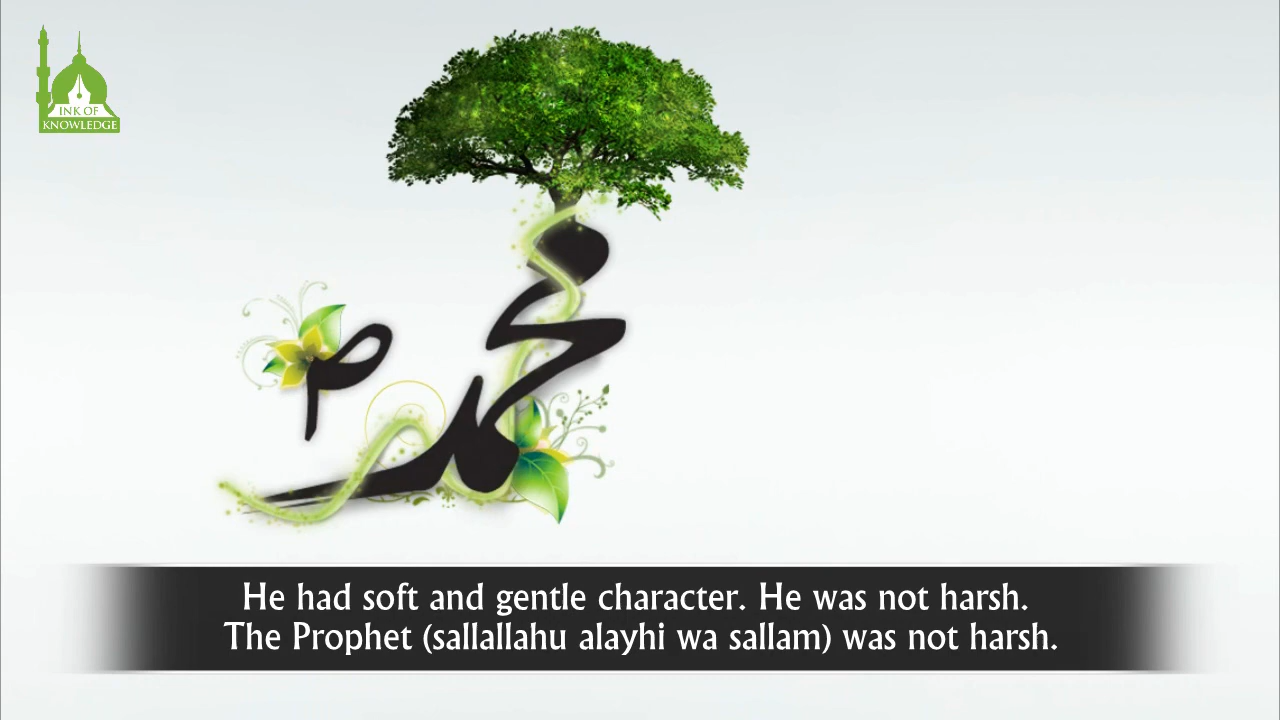 INK OF
KNOWLEDGE
محمد
He had soft and gentle character. He was not harsh.
The Prophet (sallallahu alayhi wa sallam) was not harsh.